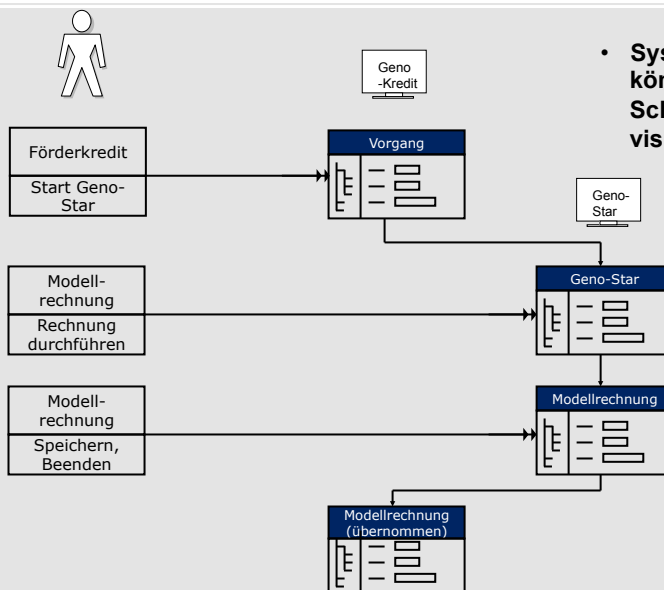 Geno
-Kredit
Förderkredit
Start Geno-
Star
Vorgang
Geno-
Star
Modell-
rechnung
Rechnung
durchführen
Geno-Star
Modell-
rechnung
Speichern,
Beenden
Modellrechnung
Modellrechnung
(übernommen)